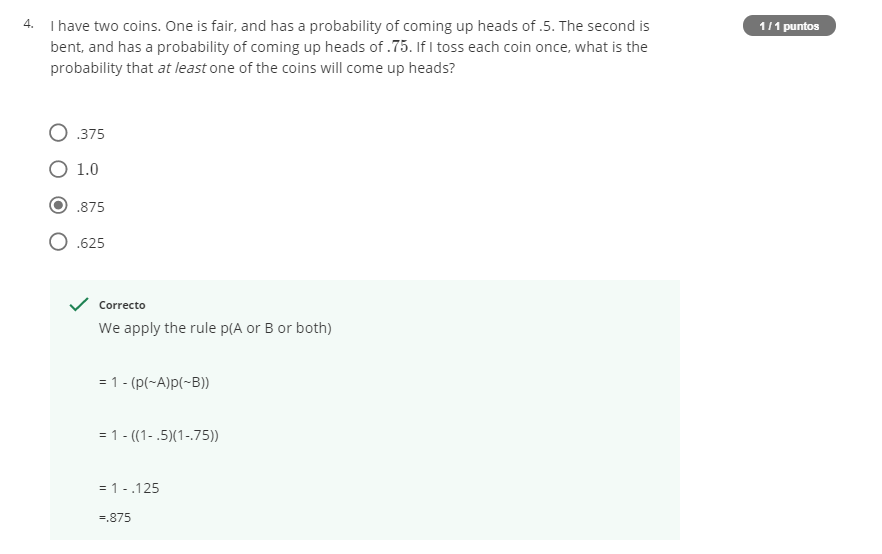 4. I have two coins. One is fair, and has a probability of coming up heads of .5. The second is
1 / 1 puntos
bent, and has a probability of coming up heads of .75. If I toss each coin once, what is the
probability that at least one of the coins will come up heads?
.375
1.0
.875
.625
Correcto
We apply the rule p(A or B or both)
= 1 - (p(~A)p(~B))
= 1 - ((1- .5)(1-.75))
= 1 - .125
=.875